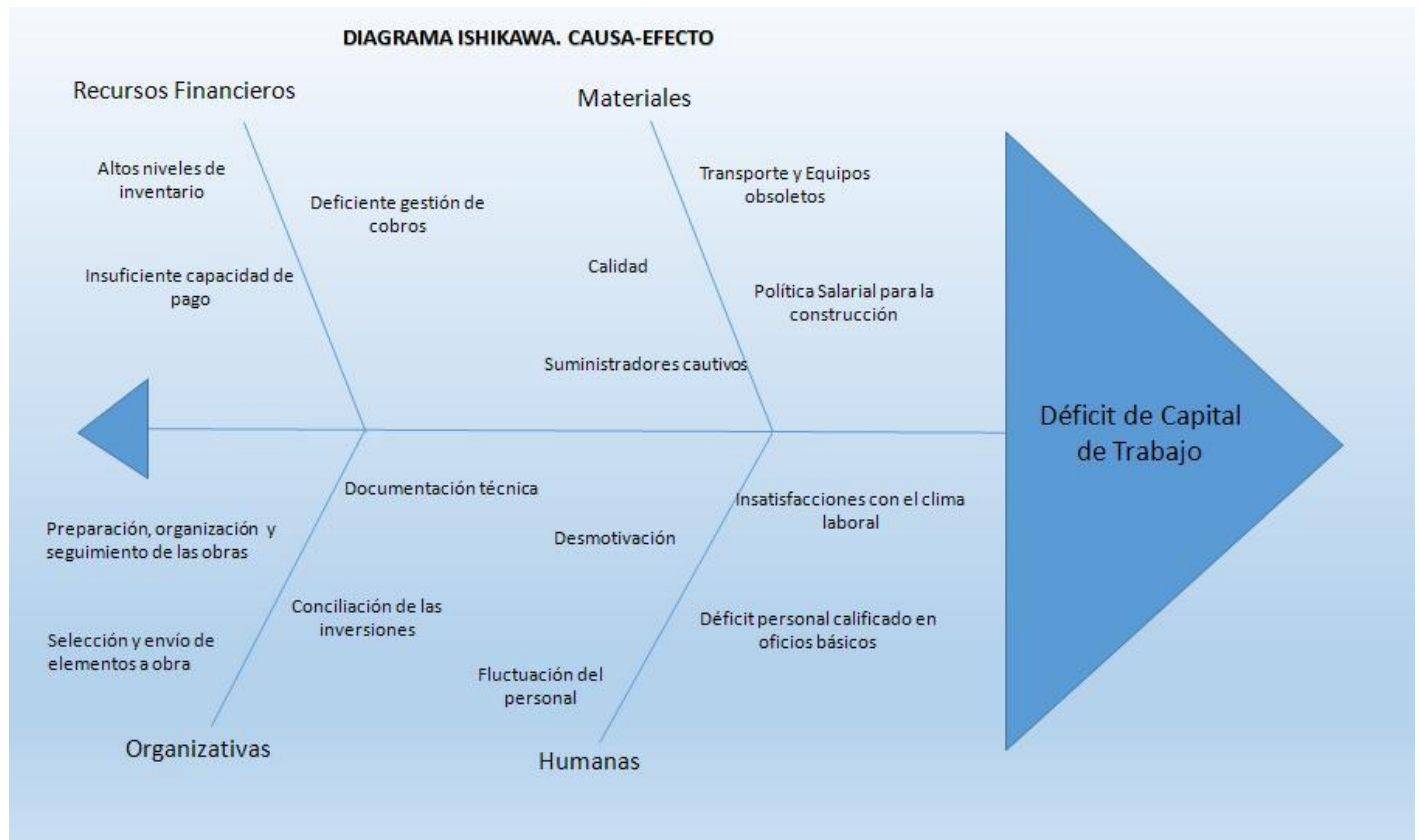 DIAGRAMA ISHIKAWA. CAUSA-EFECTO
Recursos Financieros
Materiales
Altos niveles de
inventario
Deficiente gestión de
cobros
Insuficiente capacidad de
pago
Transporte y Equipos
obsoletos
Calidad
Política Salarial para la
construcción
Suministradores cautivos
Déficit de Capital
de Trabajo
Documentación técnica
Preparación, organización y
seguimiento de las obras
Conciliación de las
inversiones
Selección y envío de
elementos a obra
Organizativas
Insatisfacciones con el clima
laboral
Desmotivación
Déficit personal calificado en
oficios básicos
Fluctuación del
personal
Humanas